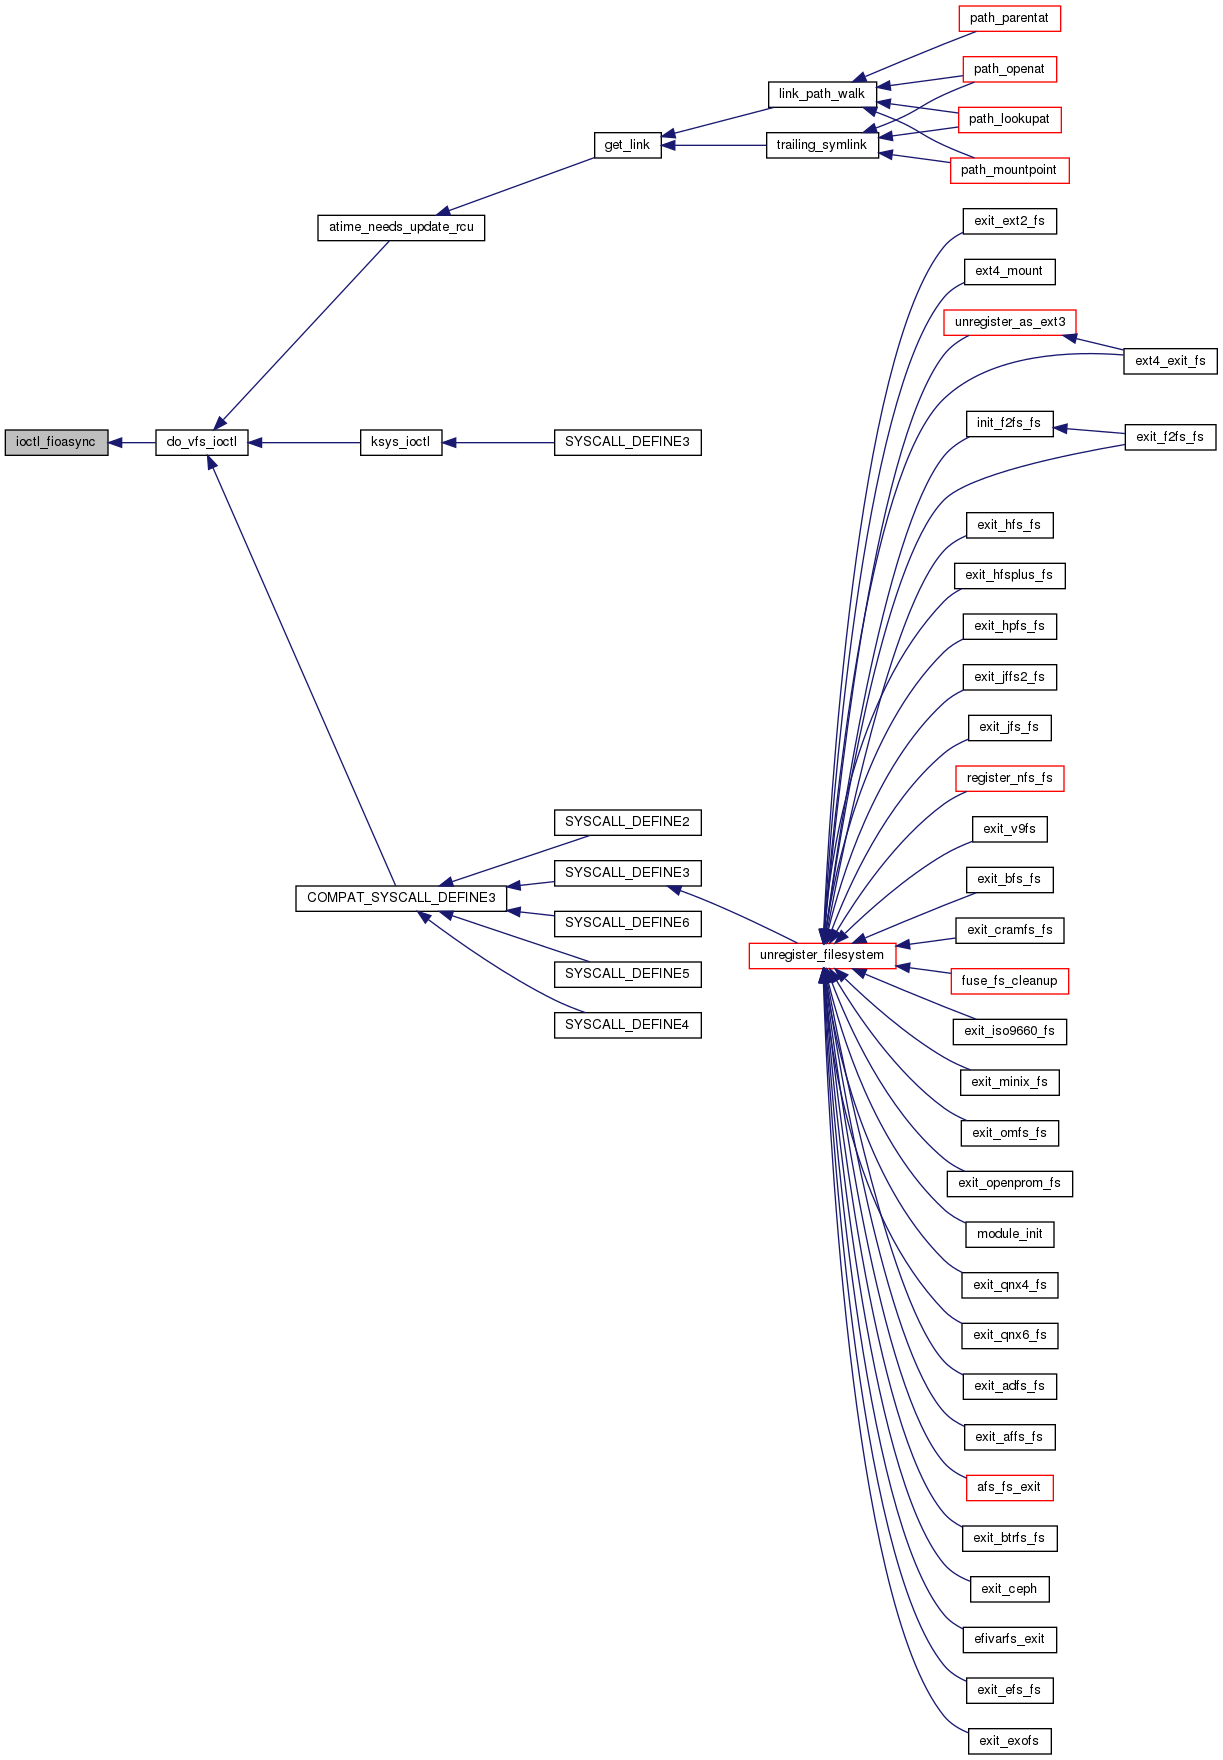 path_parentat
path_openat
link_path_walk
path_lookupat
get_link
trailing_symlink
path_mountpoint
exit_ext2_fs
atime_needs_update_rcu
ext4_mount
unregister_as_ext3
ext4_exit_fs
init_f2fs_fs
exit_f2fs_fs
ioctl_fioasync
do_vfs_ioctl
ksys_ioctl
SYSCALL_DEFINE3
exit_hfs_fs
exit_hfsplus_fs
exit_hpfs_fs
exit_jffs2_fs
exit_jfs_fs
register_nfs_fs
SYSCALL_DEFINE2
exit_v9fs
SYSCALL_DEFINE3
exit_bfs_fs
COMPAT_SYSCALL_DEFINE3
SYSCALL_DEFINE6
exit_cramfs_fs
unregister_filesystem
SYSCALL_DEFINE5
fuse_fs_cleanup
SYSCALL_DEFINE4
exit_iso9660_fs
exit_minix_fs
exit_omfs_fs
exit_openprom_fs
module_init
exit_qnx4_fs
exit_qnx6_fs
exit_adfs_fs
exit_affs_fs
afs_fs_exit
exit_btrfs_fs
exit_ceph
efivarfs_exit
exit_efs_fs
exit_exofs